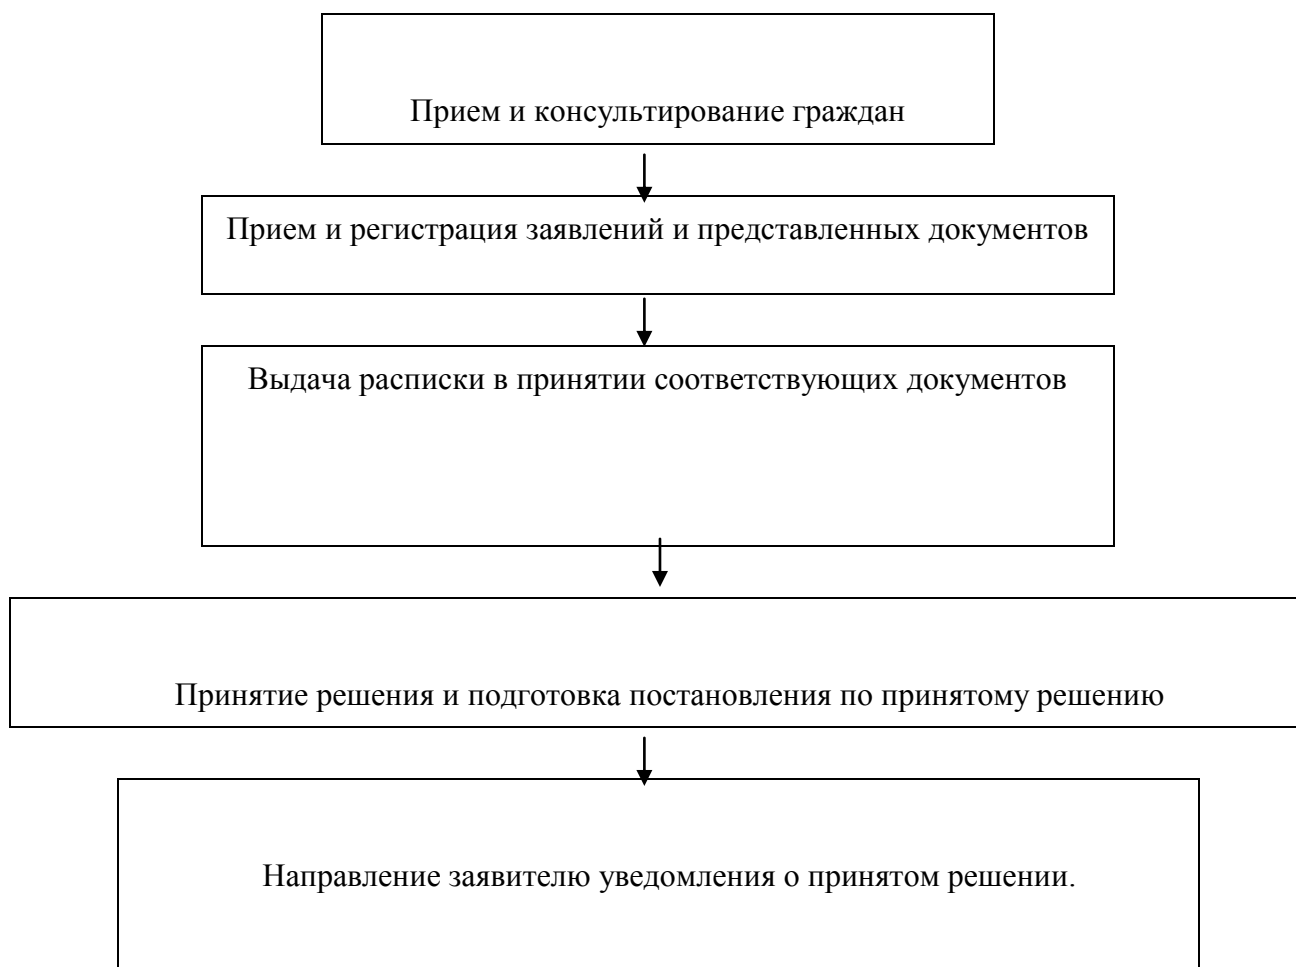 Прием и консультирование граждан
Прием и регистрация заявлений и представленных документов
Выдача расписки в принятии соответствующих документов
Принятие решения и подготовка постановления по принятому решению
Направление заявителю уведомления о принятом решении.